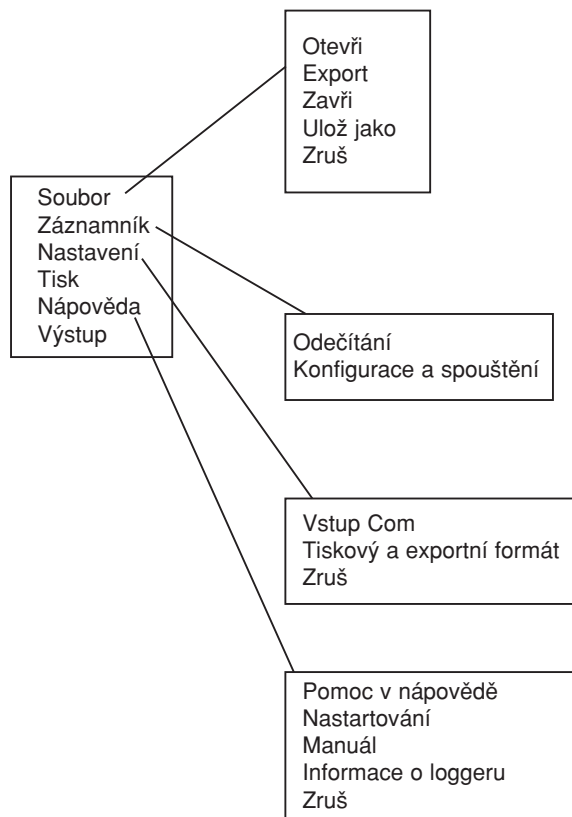 Otevři
Export
Zavři
Ulož jako
Zruš
Soubor
Záznamník
Nastavení
Tisk
Nápověda
Výstup
Odečítání
Konfigurace a spouštění
Vstup Com
Tiskový a exportní formát
Zruš
Pomoc v nápovědě
Nastartování
Manuál
Informace o loggeru
Zruš